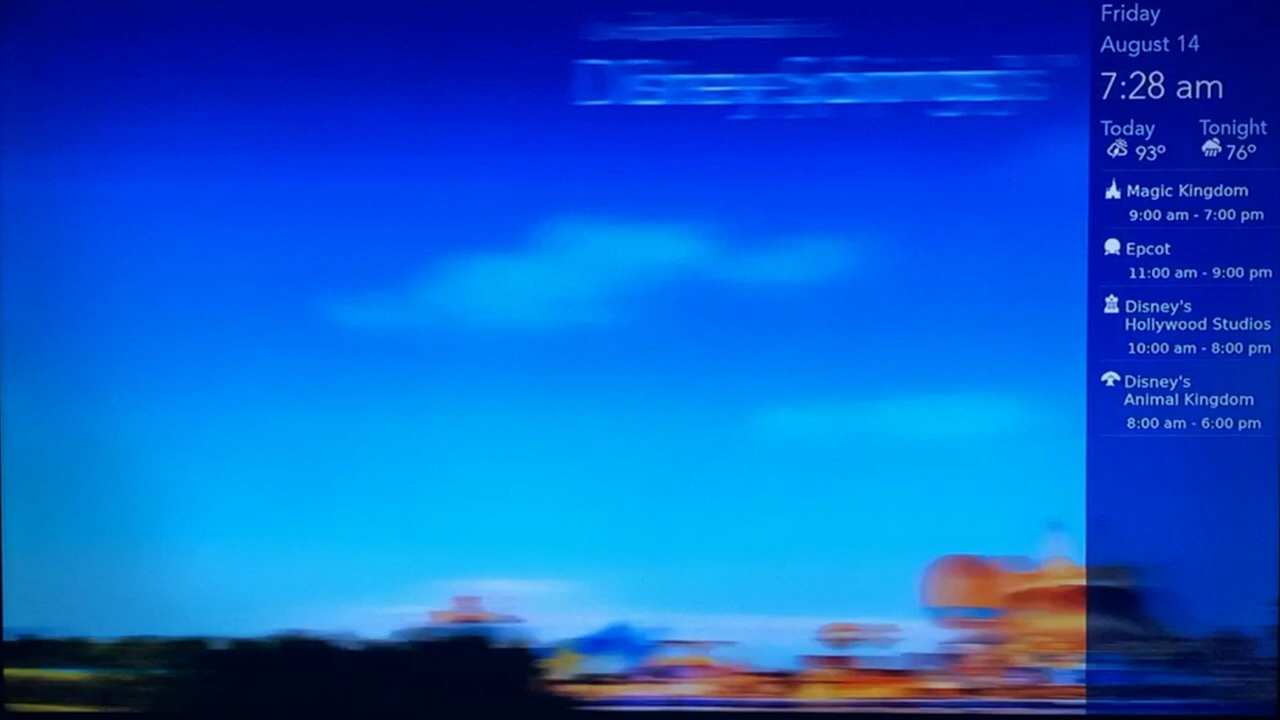 Friday
August 14
7:28 am
Today Tonight
93° 76°
Magic Kingdom
9:00 am - 7:00 pm
Epcot
11:00 am - 9:00 pm
Disney's
Hollywood Studios
10:00 am - 8:00 pm
Disney's
Animal Kingdom
8:00 am - 6:00 pm